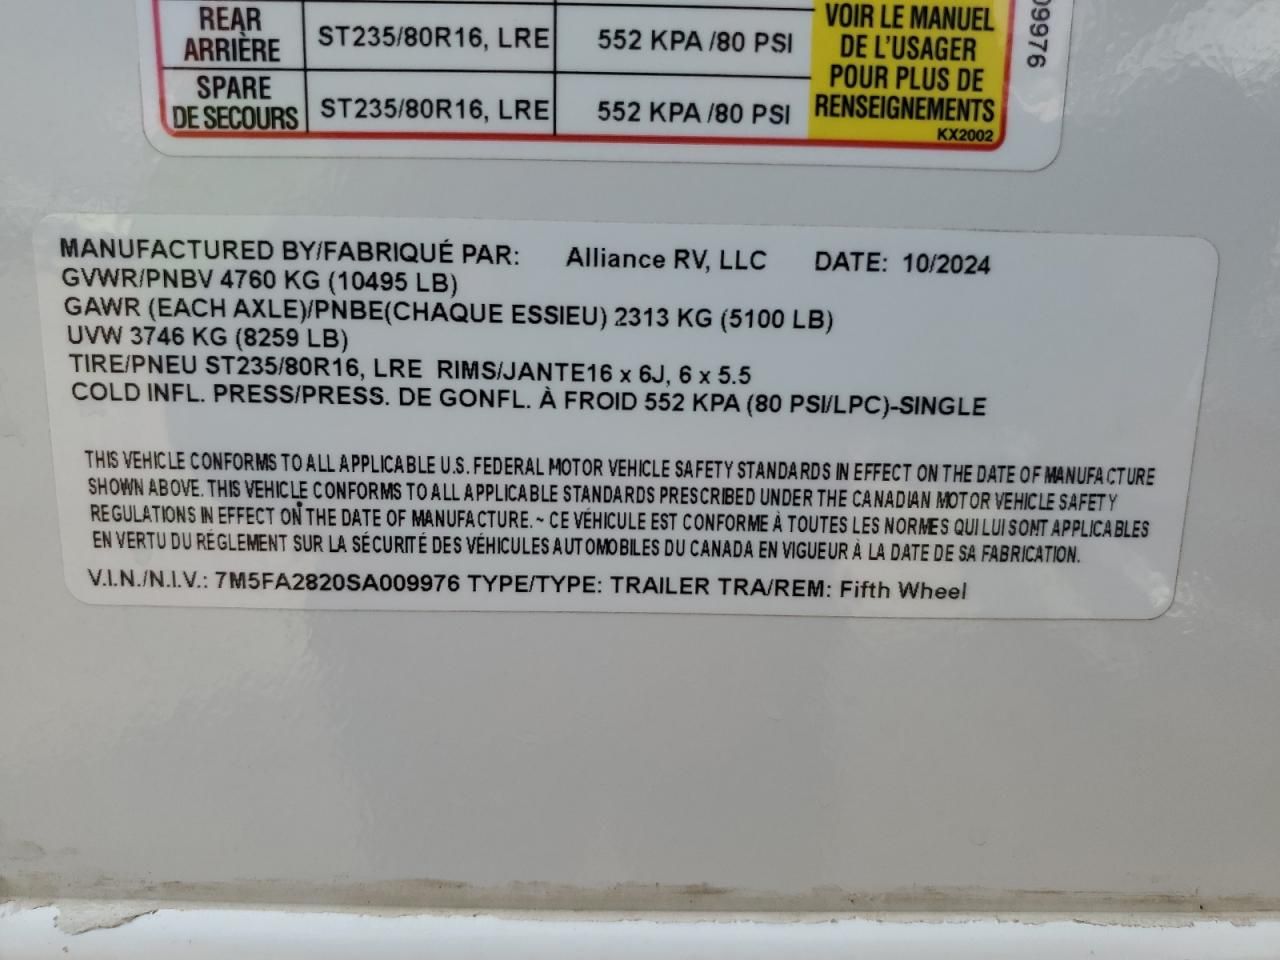 REAR
ARRIÈRE
ST235/80R16, LRE
552 KPA /80 PSI
SPARE
DE SECOURS
ST235/80R16, LRE
552 KPA /80 PSI
VOIR LE MANUEL
DE L'USAGER
POUR PLUS DE
RENSEIGNEMENTS
KX2002
09976
MANUFACTURED BY/FABRIQUÉ PAR: Alliance RV, LLC DATE: 10/2024
GVWR/PNBV 4760 KG (10495 LB)
GAWR (EACH AXLE)/PNBE(CHAQUE ESSIEU) 2313 KG (5100 LB)
UVW 3746 KG (8259 LB)
TIRE/PNEU ST235/80R16, LRE RIMS/JANTE16 x 6J, 6 x 5.5
COLD INFL. PRESS/PRESS. DE GONFL. À FROID 552 KPA (80 PSI/LPC)-SINGLE
THIS VEHICLE CONFORMS TO ALL APPLICABLE U.S. FEDERAL MOTOR VEHICLE SAFETY STANDARDS IN EFFECT ON THE DATE OF MANUFACTURE
SHOWN ABOVE. THIS VEHICLE CONFORMS TO ALL APPLICABLE STANDARDS PRESCRIBED UNDER THE CANADIAN MOTOR VEHICLE SAFETY
REGULATIONS IN EFFECT ON THE DATE OF MANUFACTURE. ~ CE VÉHICULE EST CONFORME À TOUTES LES NORMES QUI LUI SONT APPLICABLES
EN VERTU DU RÉGLEMENT SUR LA SÉCURITÉ DES VÉHICULES AUTOMOBILES DU CANADA EN VIGUEUR À LA DATE DE SA FABRICATION.
V.I.N./N.I.V.: 7M5FA2820SA009976 TYPE/TYPE: TRAILER TRA/REM: Fifth Wheel